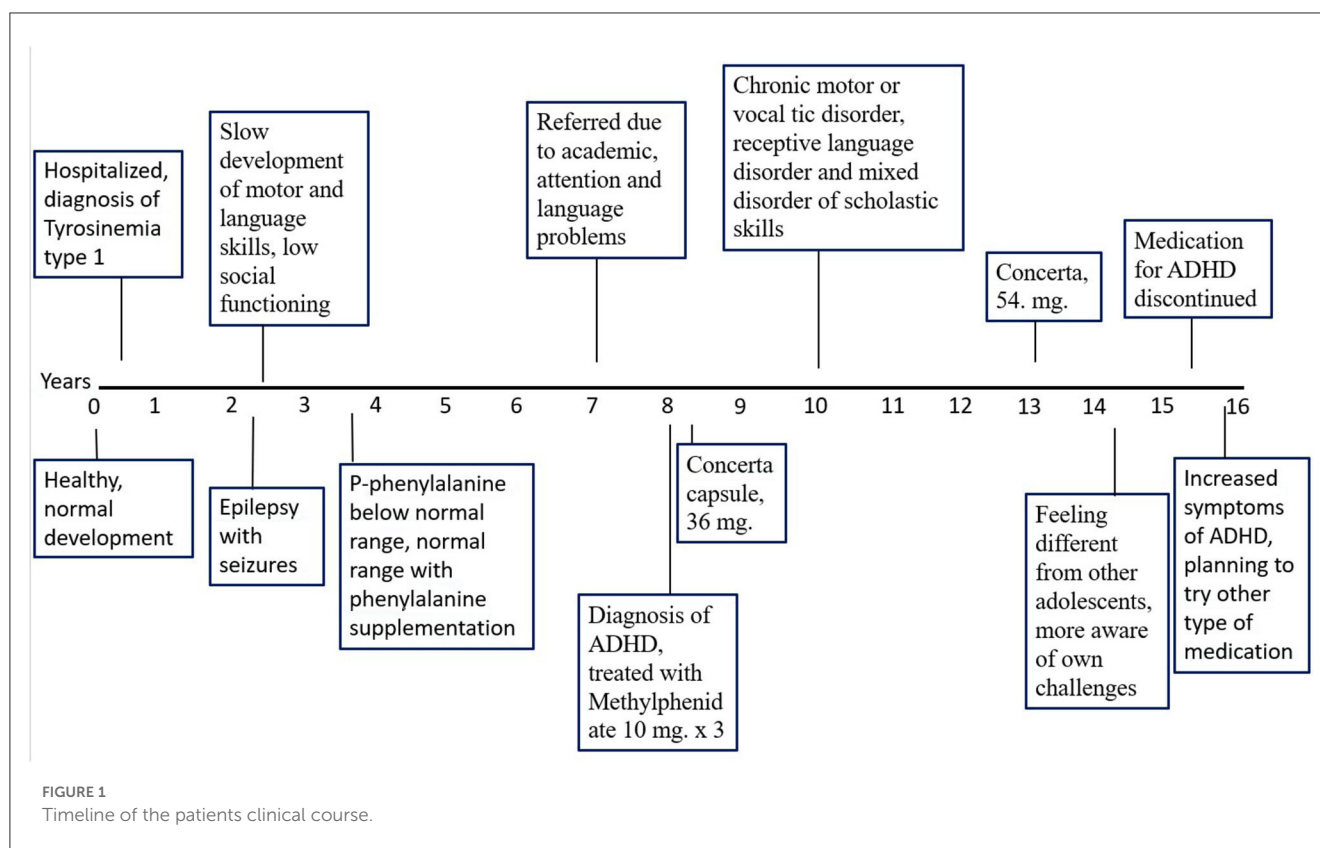 Hospitalized,
diagnosis of
Tyrosinemia
type 1
Slow
development
of motor and
language
skills, low
social
functioning
Referred due
to academic,
attention and
language
problems
Chronic motor or
vocal tic disorder,
receptive language
disorder and mixed
disorder of scholastic
skills
Concerta,
54. mg.
Medication
for ADHD
discontinued
Years
0 1 2 3 4 5 6 7 8 9 10 11 12 13 14 15 16
Healthy,
normal
development
Epilepsy
with
seizures
P-phenylalanine
below normal
range, normal
range with
phenylalanine
supplementation
Diagnosis of
ADHD,
treated with
Methylphenid
ate 10 mg. x 3
Concerta
capsule,
36 mg.
Feeling
different
from other
adolescents,
more aware
of own
challenges
Increased
symptoms
of ADHD,
planning to
try other
type of
medication
FIGURE 1
Timeline of the patients clinical course.